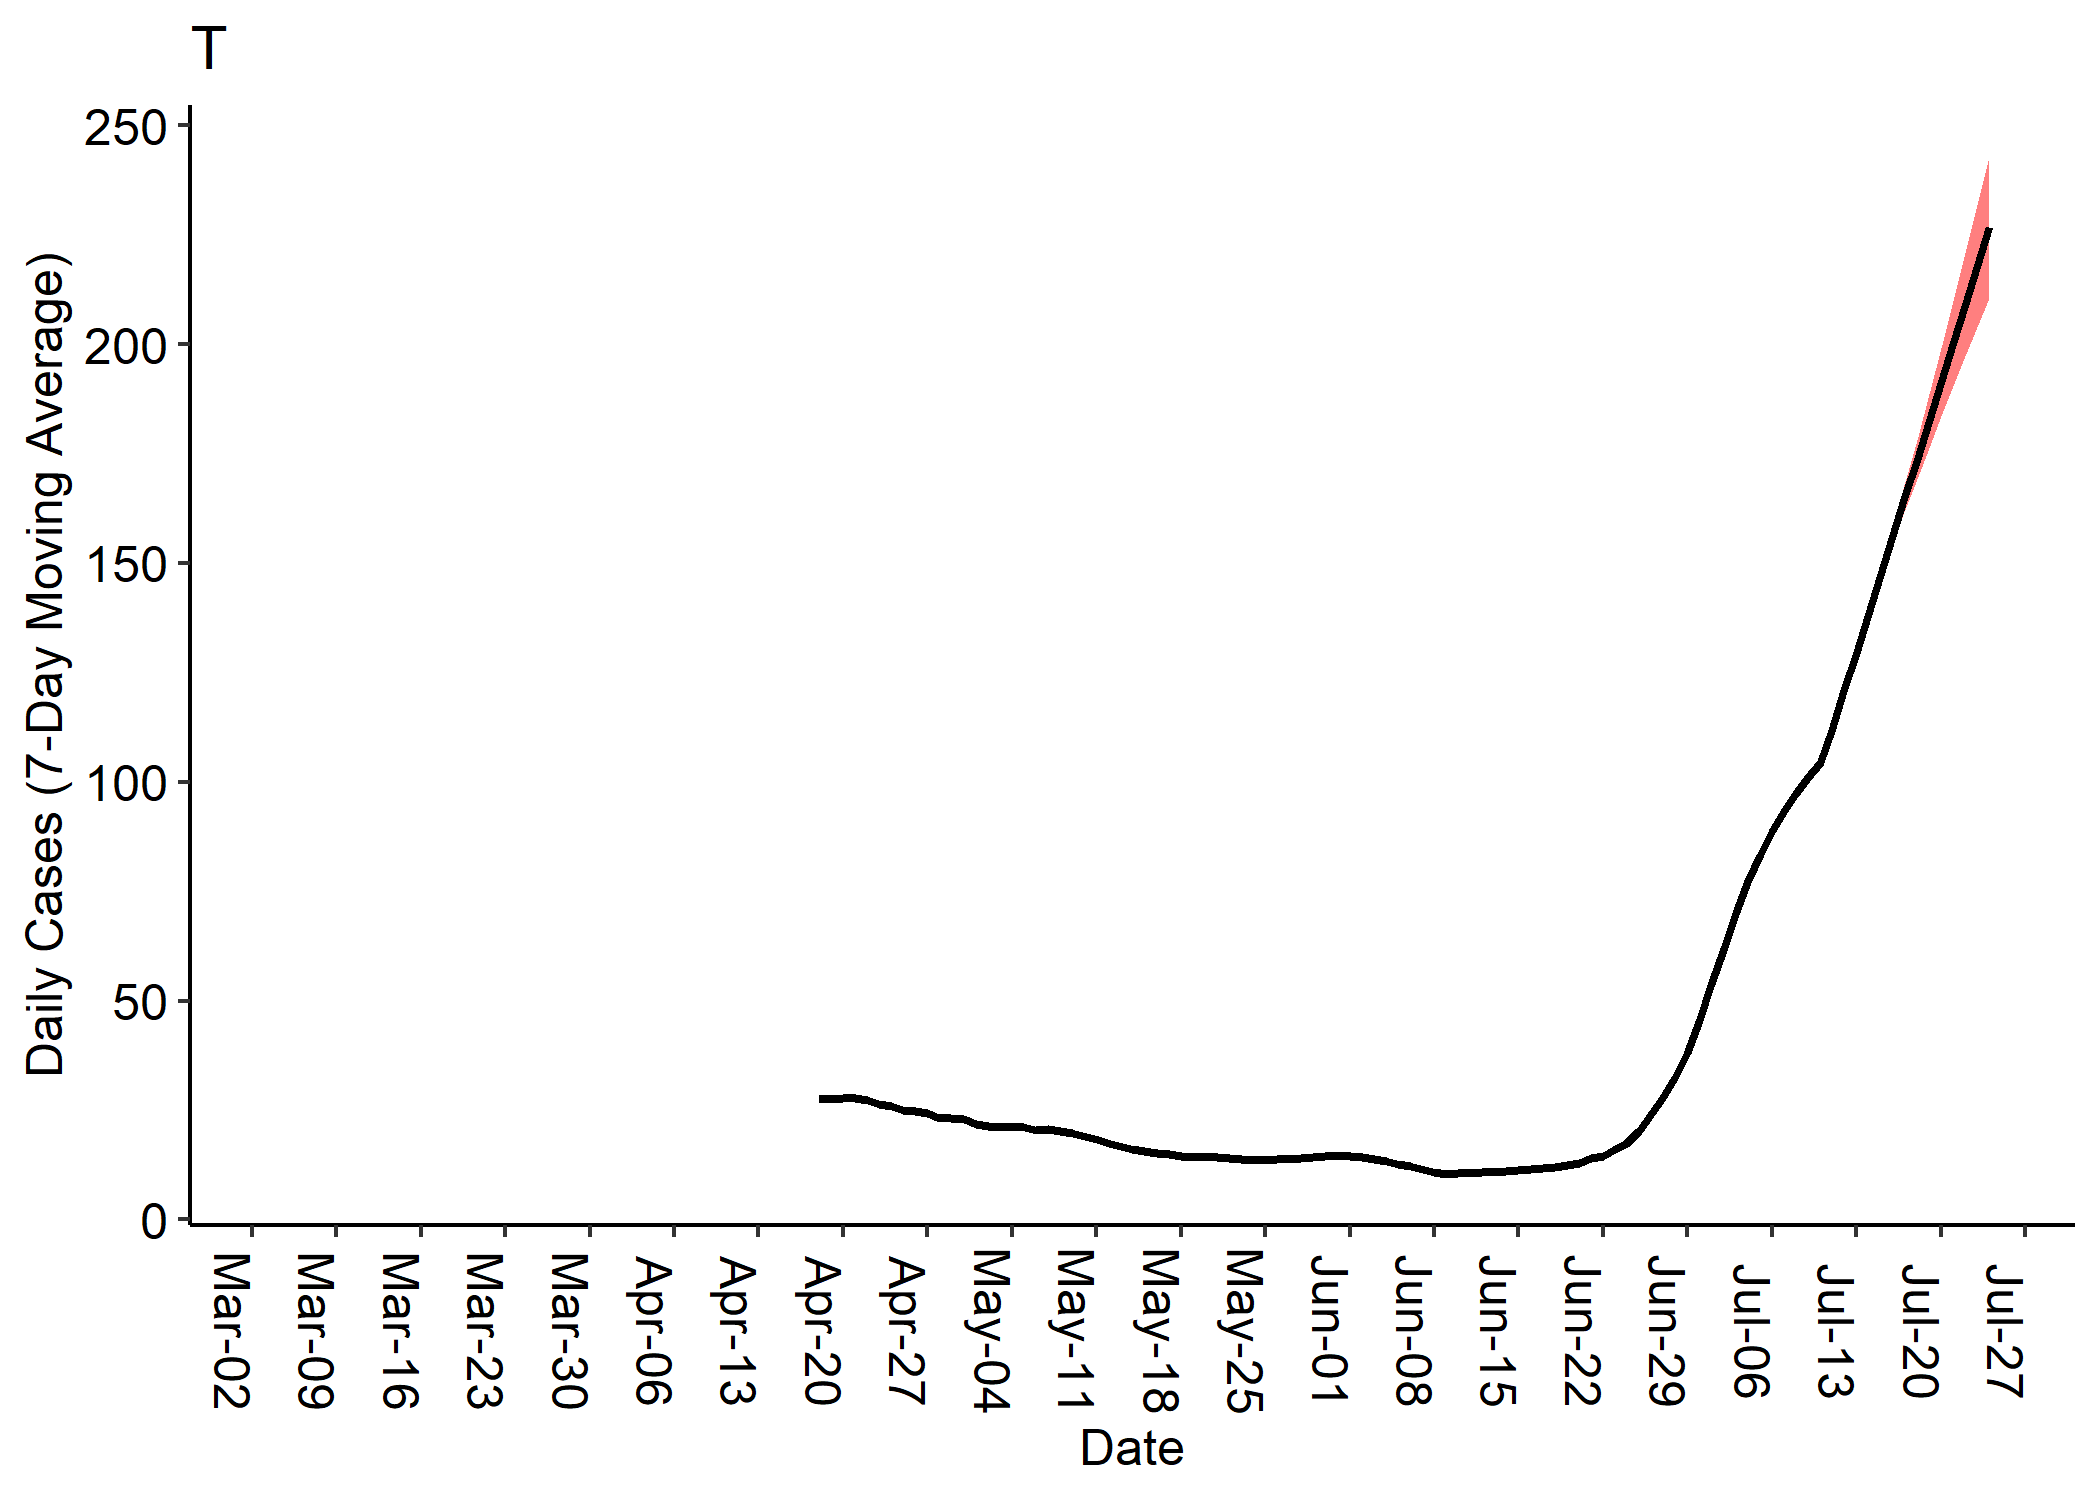 T
Daily Cases (7-Day Moving Average)
250
200
150
100
50
0
Mar-02
Mar-09
Mar-16
Mar-23
Mar-30
Apr-06
Apr-13
Apr-20
Apr-27
May-04
May-11
May-18
May-25
Jun-01
Jun-08
Jun-15
Jun-22
Jun-29
Jul-06
Jul-13
Jul-20
Jul-27
Date